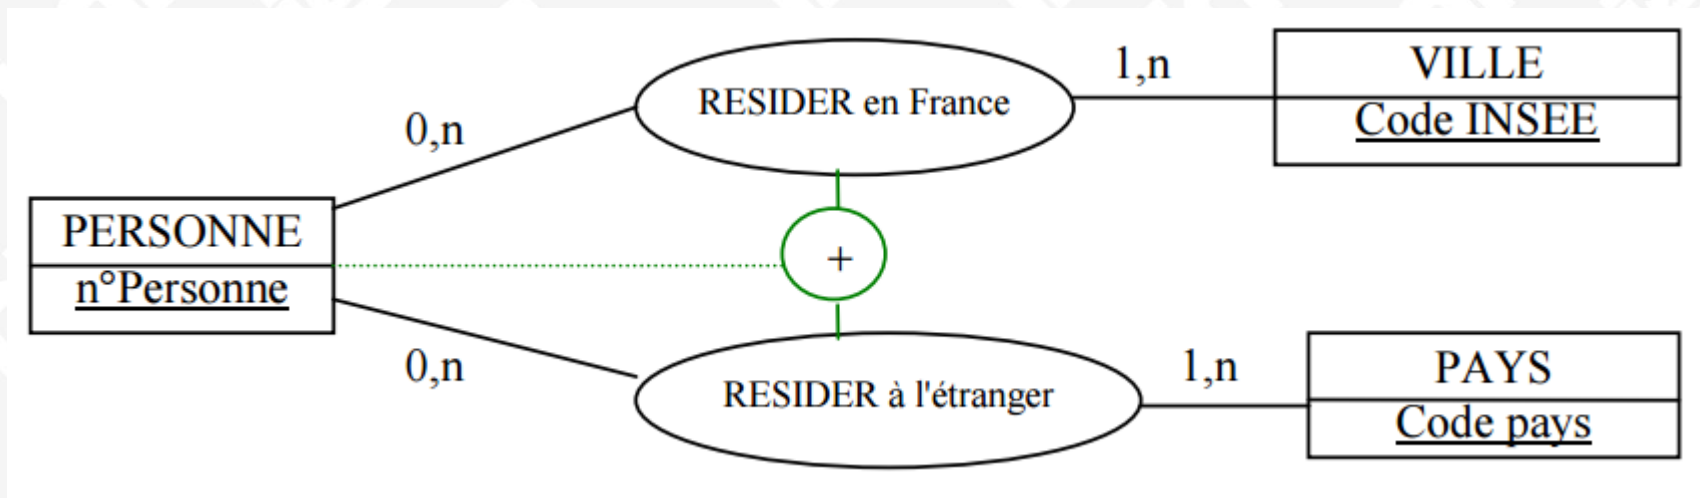 RESIDER en France
1,n
VILLE
Code INSEE
0,n
PERSONNE
n°Personne
+
0,n
RESIDER à l'étranger
1,n
PAYS
Code pays